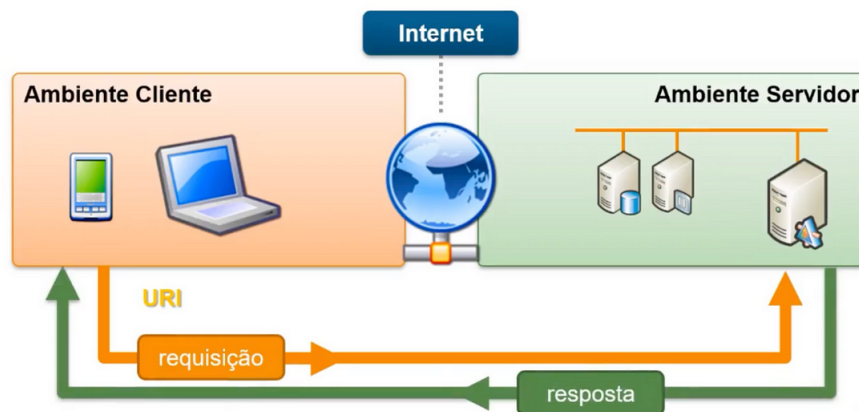 Internet
Ambiente Cliente
Ambiente Servidor
URI
requisição
resposta